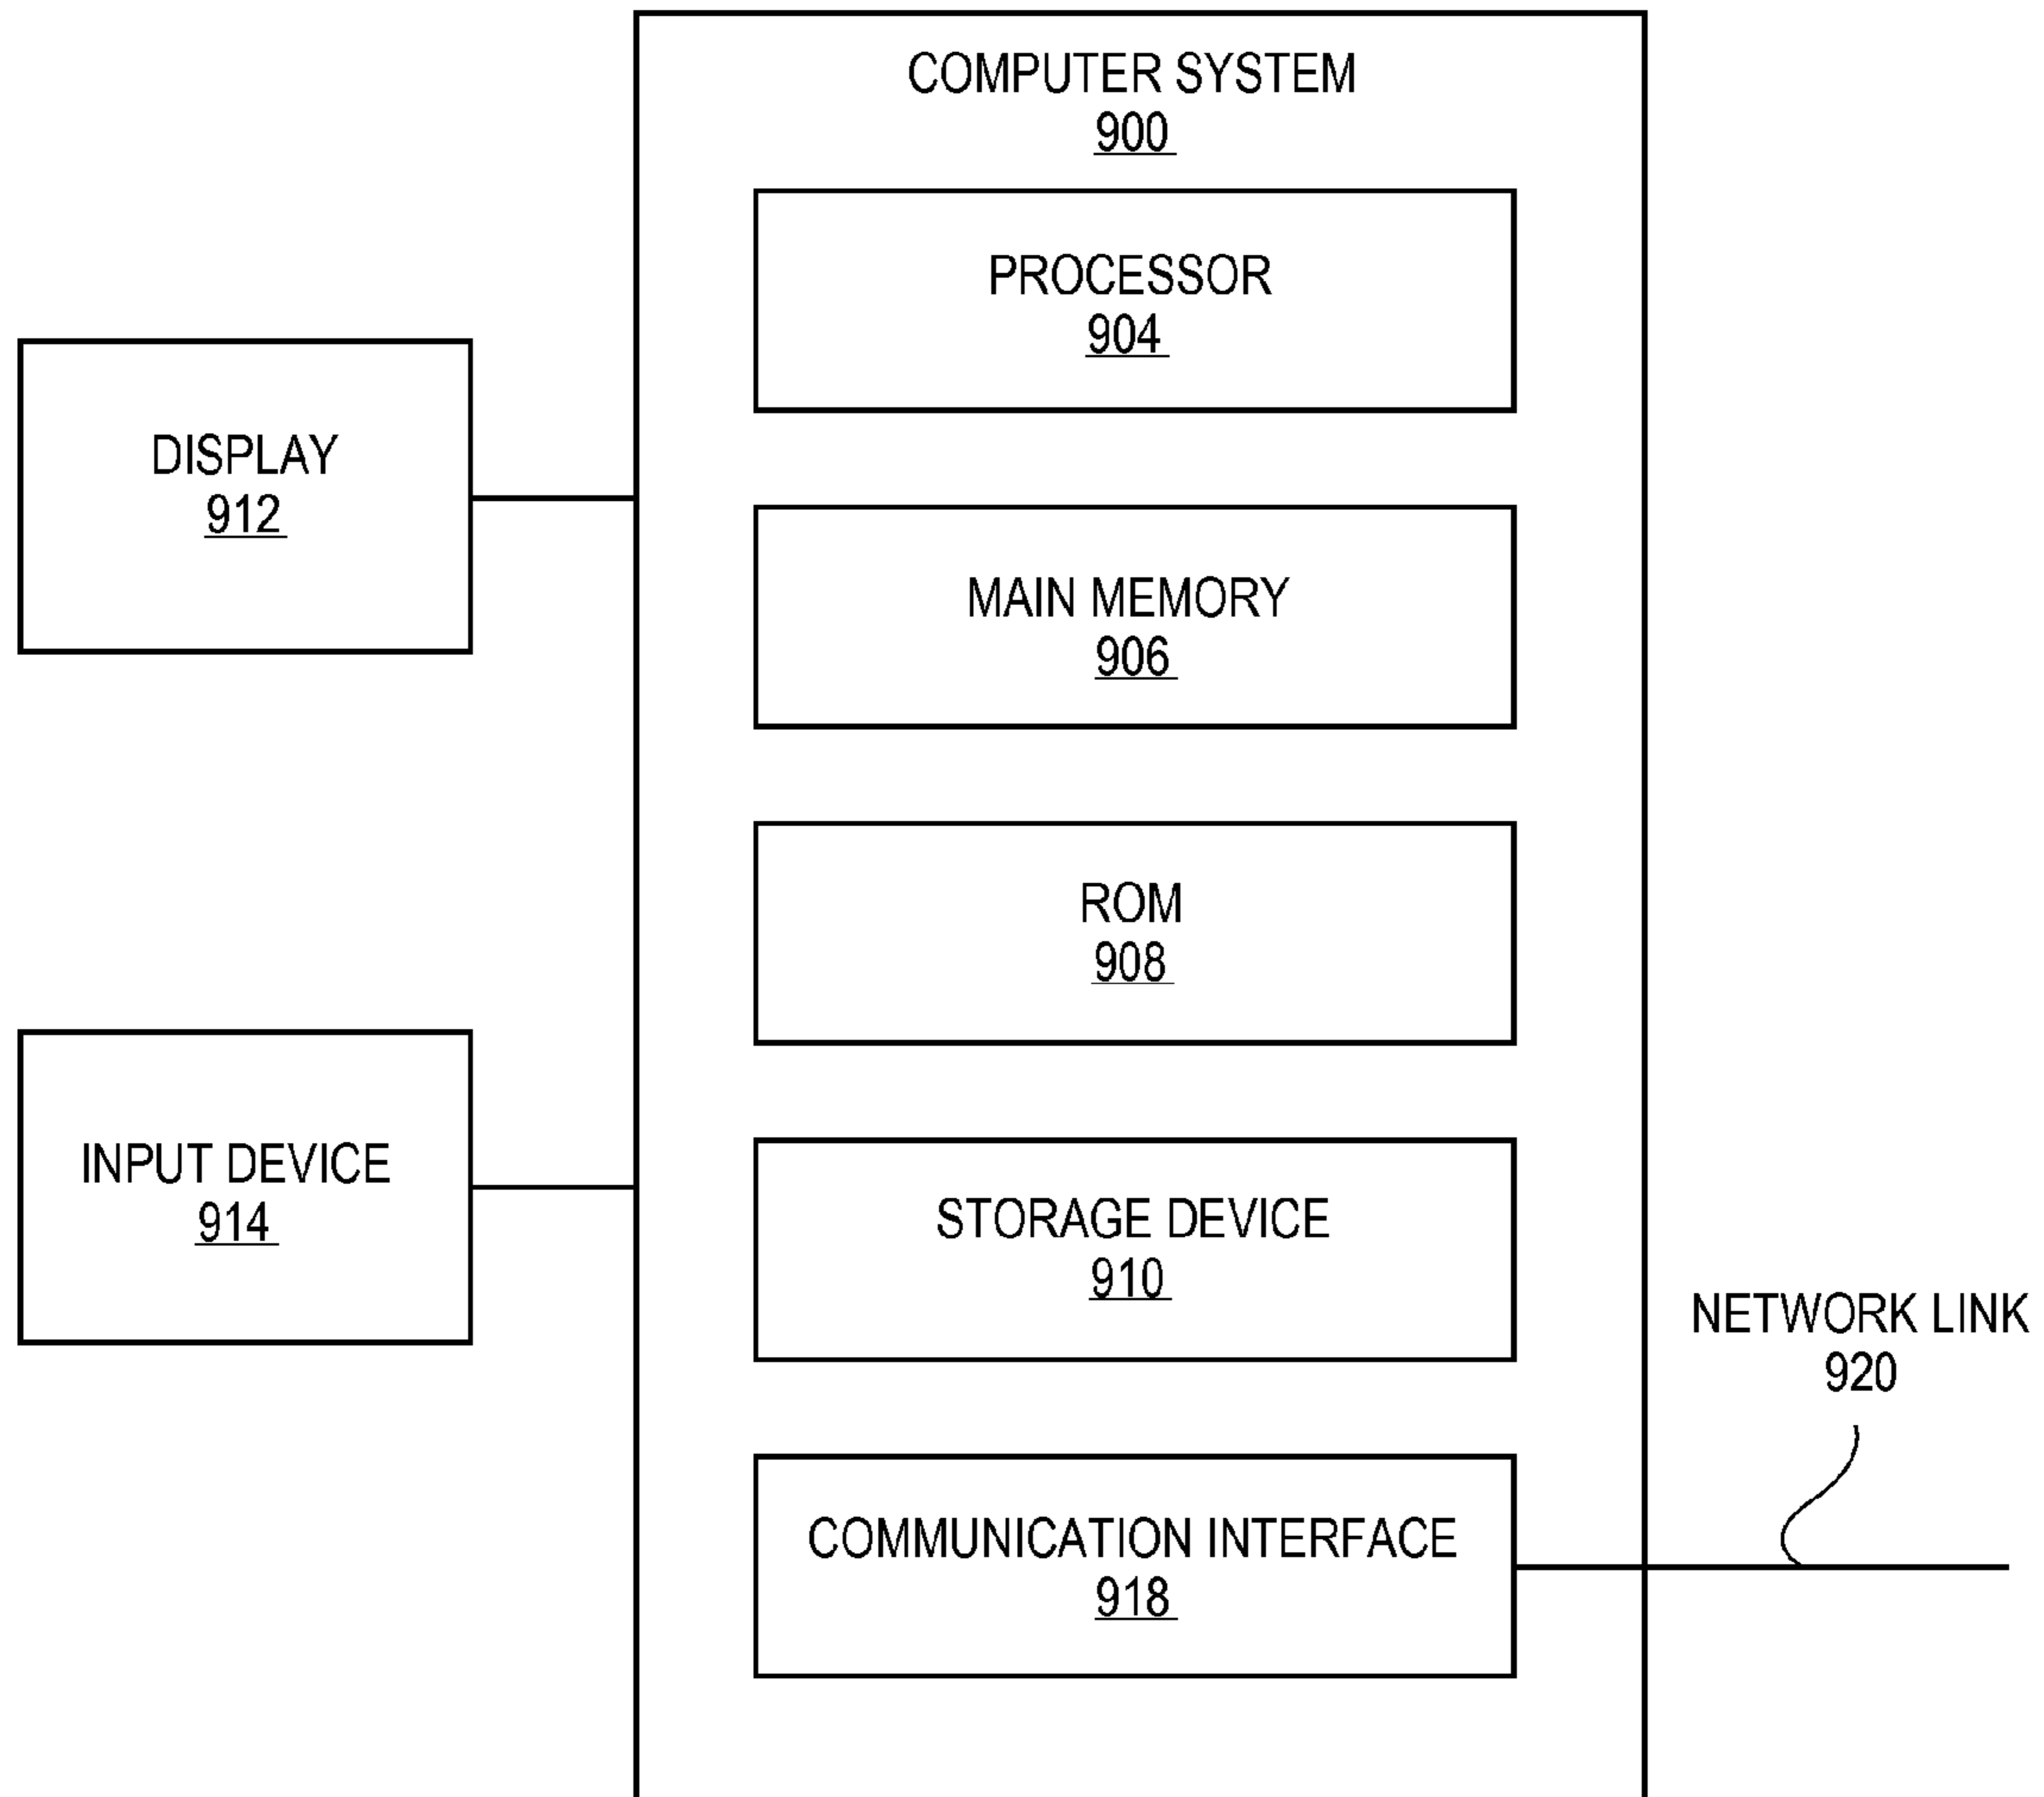 COMPUTER SYSTEM
900
PROCESSOR
904
DISPLAY
912
MAIN MEMORY
906
ROM
908
INPUT DEVICE
914
STORAGE DEVICE
910
NETWORK LINK
920
COMMUNICATION INTERFACE
918